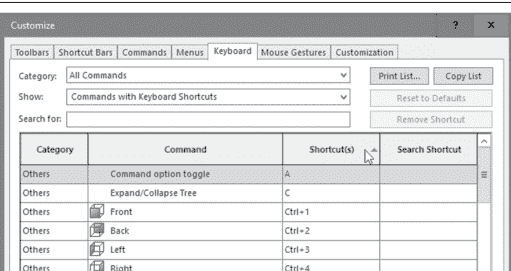 Customize ? x
Toolbars Shortcut Bars Commands Menus Keyboard Mouse Gestures Customization
Category: All Commands Print List... Copy List
Show: Commands with Keyboard Shortcuts Reset to Defaults
Search for: Remove Shortcut
Category Command Shortcut(s) Search Shortcut
Others Command option toggle A
Others Expand/Collapse Tree C
Others Front Ctrl+1
Others Back Ctrl+2
Others Left Ctrl+3
Others Right Ctrl+4